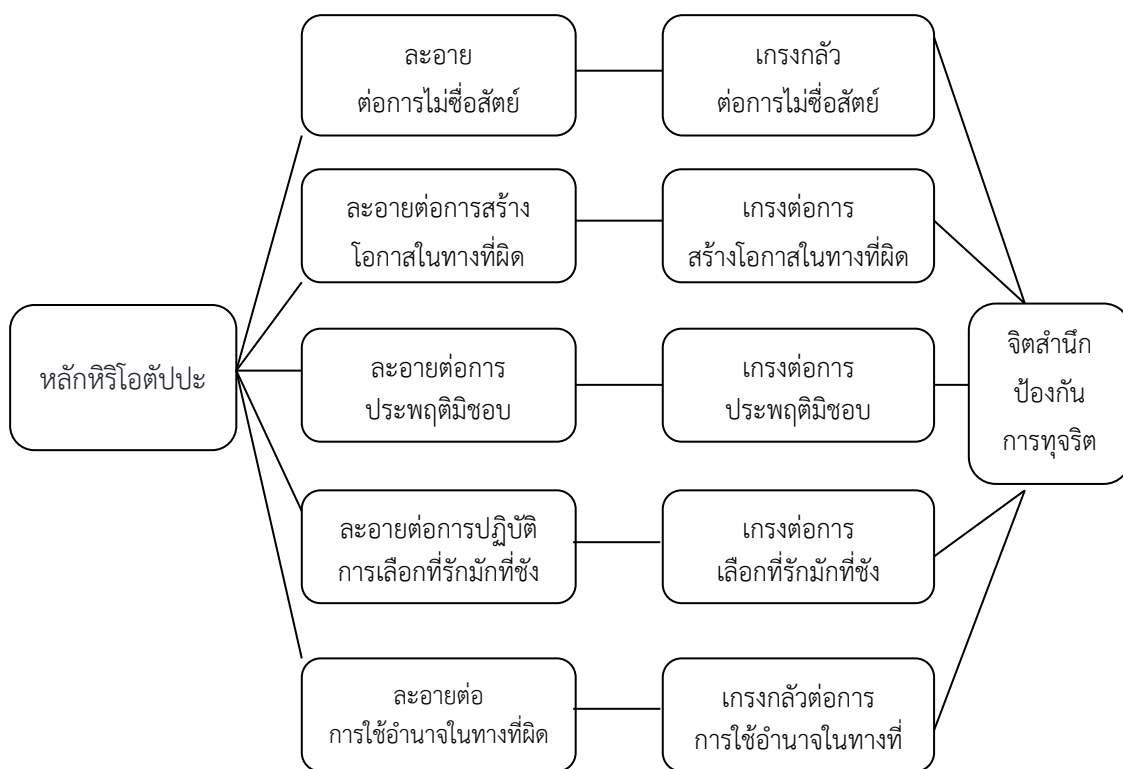 ละอาย
ต่อการไม่ซื่อสัตย์
เกรงกลัว
ต่อการไม่ซื่อสัตย์
ละอายต่อการสร้าง
โอกาสในทางที่ผิด
เกรงต่อการ
สร้างโอกาสในทางที่ผิด
หลักหิริโอตัปปะ
ละอายต่อการ
ประพฤติมิชอบ
เกรงต่อการ
ประพฤติมิชอบ
จิตสำนึก
ป้องกัน
การทุจริต
ละอายต่อการปฏิบัติ
การเลือกที่รักมักที่ชัง
เกรงต่อการ
เลือกที่รักมักที่ชัง
ละอายต่อ
การใช้อำนาจในทางที่ผิด
เกรงกลัวต่อการ
การใช้อำนาจในทางที่